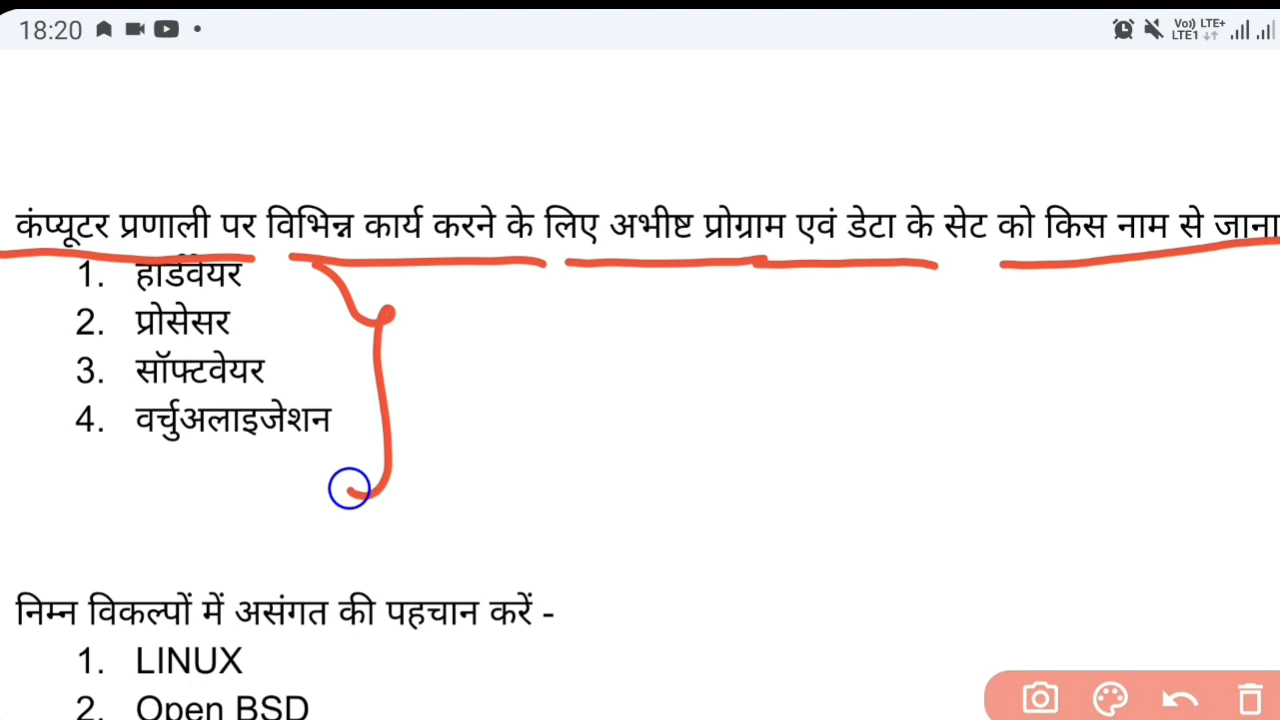 18:20
Vo)) LTE+
LTE1
कंप्यूटर प्रणाली पर विभिन्न कार्य करने के लिए अभीष्ट प्रोग्राम एवं डेटा के सेट को किस नाम से जाना
1. हार्डवेयर
2. प्रोसेसर
3. सॉफ्टवेयर
4. वर्चुअलाइजेशन
निम्न विकल्पों में असंगत की पहचान करें -
1. LINUX
2. Open BSD